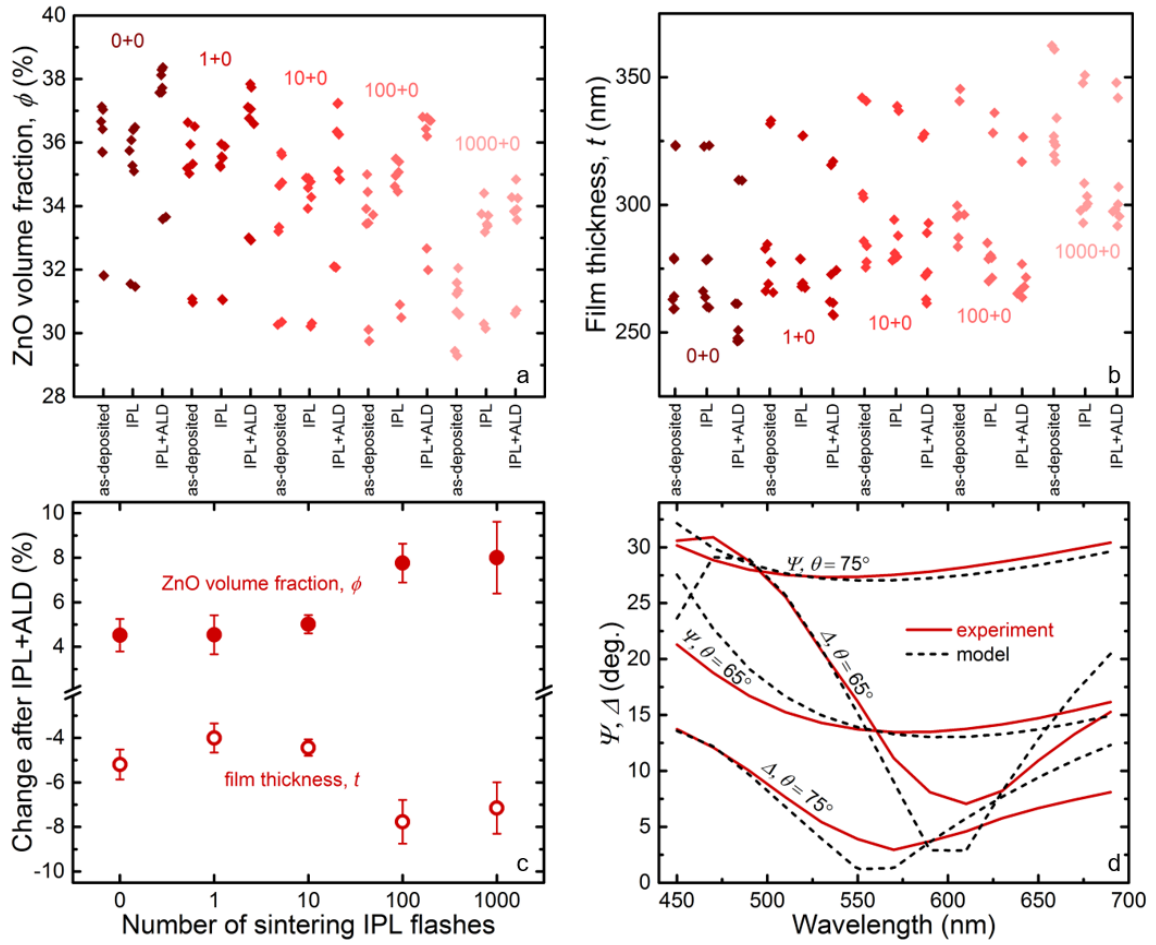 40
38
36
34
32
30
28
ZnO volume fraction, ϕ (%)
0+0
1+0
10+0
100+0
1000+0
a
as-deposited
IPL
IPL+ALD
as-deposited
IPL
IPL+ALD
as-deposited
IPL
IPL+ALD
as-deposited
IPL
IPL+ALD
as-deposited
IPL
IPL+ALD
350
300
250
Film thickness, t (nm)
0+0
1+0
10+0
100+0
1000+0
b
as-deposited
IPL
IPL+ALD
as-deposited
IPL
IPL+ALD
as-deposited
IPL
IPL+ALD
as-deposited
IPL
IPL+ALD
as-deposited
IPL
IPL+ALD
10
8
6
4
-4
-6
-8
-10
Change after IPL+ALD (%)
ZnO volume fraction, ϕ
film thickness, t
c
0
1
10
100
1000
Number of sintering IPL flashes
30
25
20
15
10
5
0
Ψ, Δ (deg.)
Ψ, θ = 75°
Ψ, θ = 65°
Δ, θ = 65°
Δ, θ = 75°
experiment
model
d
450
500
550
600
650
700
Wavelength (nm)